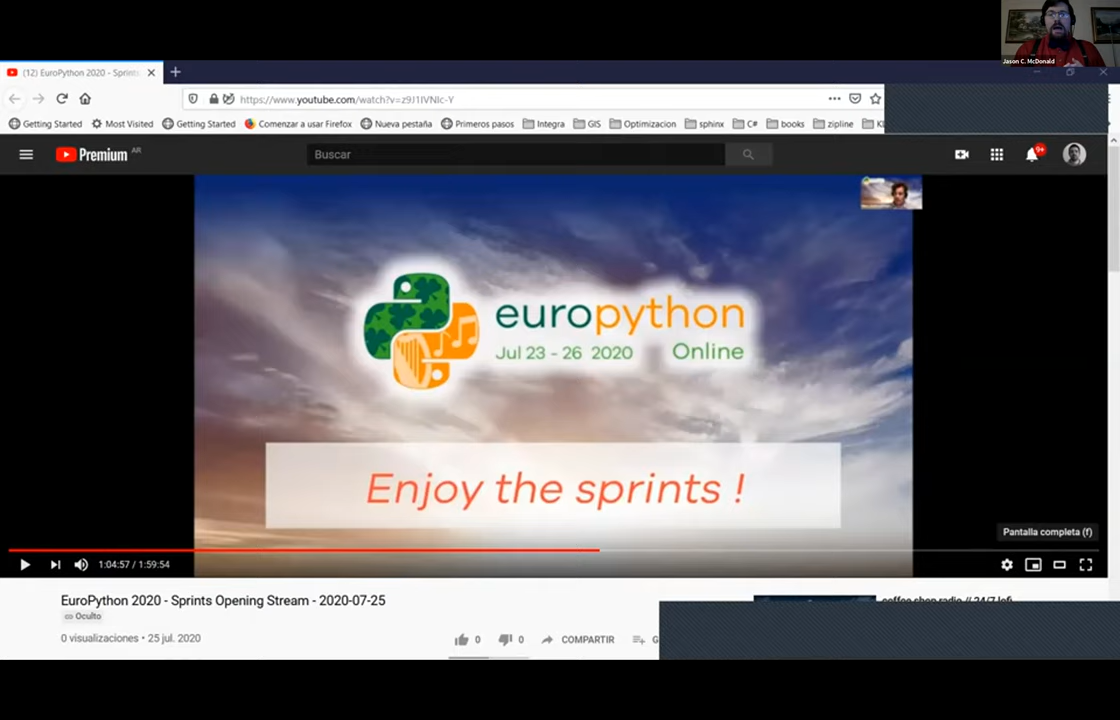 Jason C. McDonald
(12) EuroPython 2020 - Sprints
https://www.youtube.com/watch?v=z9J1IVNIc-Y
Getting Started Most Visited Getting Started Comenzar a usar Firefox Nueva pestaña Primeros pasos Integra GIS Optimizacion sphinx C# books zipline
Premium AR
Buscar
9+
europython
Jul 23 - 26 2020 Online
Enjoy the sprints !
Pantalla completa (f)
1:04:57 / 1:59:54
EuroPython 2020 - Sprints Opening Stream - 2020-07-25
Oculto
0 visualizaciones • 25 jul. 2020
0 0 COMPARTIR G